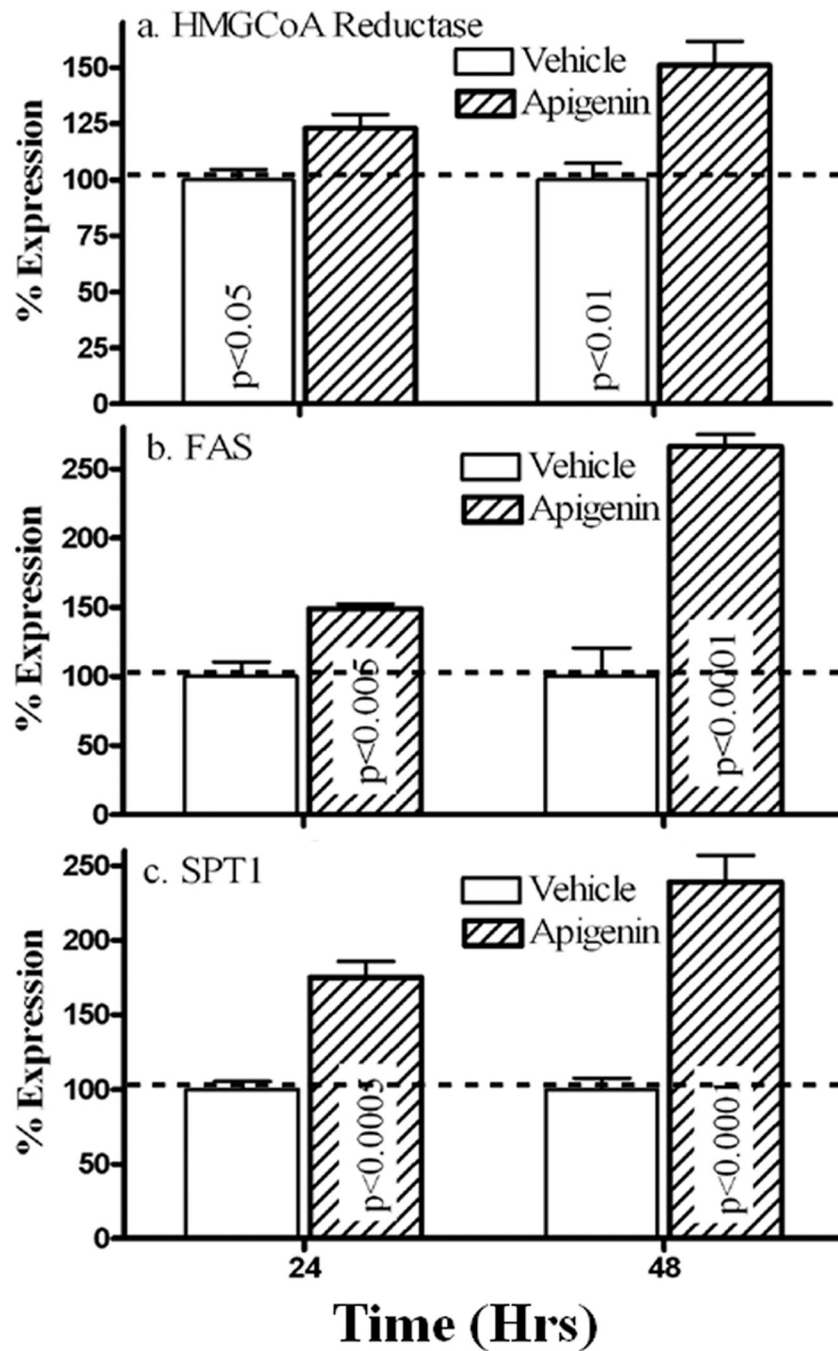 a. HMGCoA Reductase
Vehicle
Apigenin
% Expression
150
125
100
75
50
25
0
p<0.05
p<0.01
b. FAS
Vehicle
Apigenin
% Expression
250
200
150
100
50
0
p<0.005
p<0.0001
c. SPT1
Vehicle
Apigenin
% Expression
250
200
150
100
50
0
p<0.0005
p<0.0001
24
48
Time (Hrs)